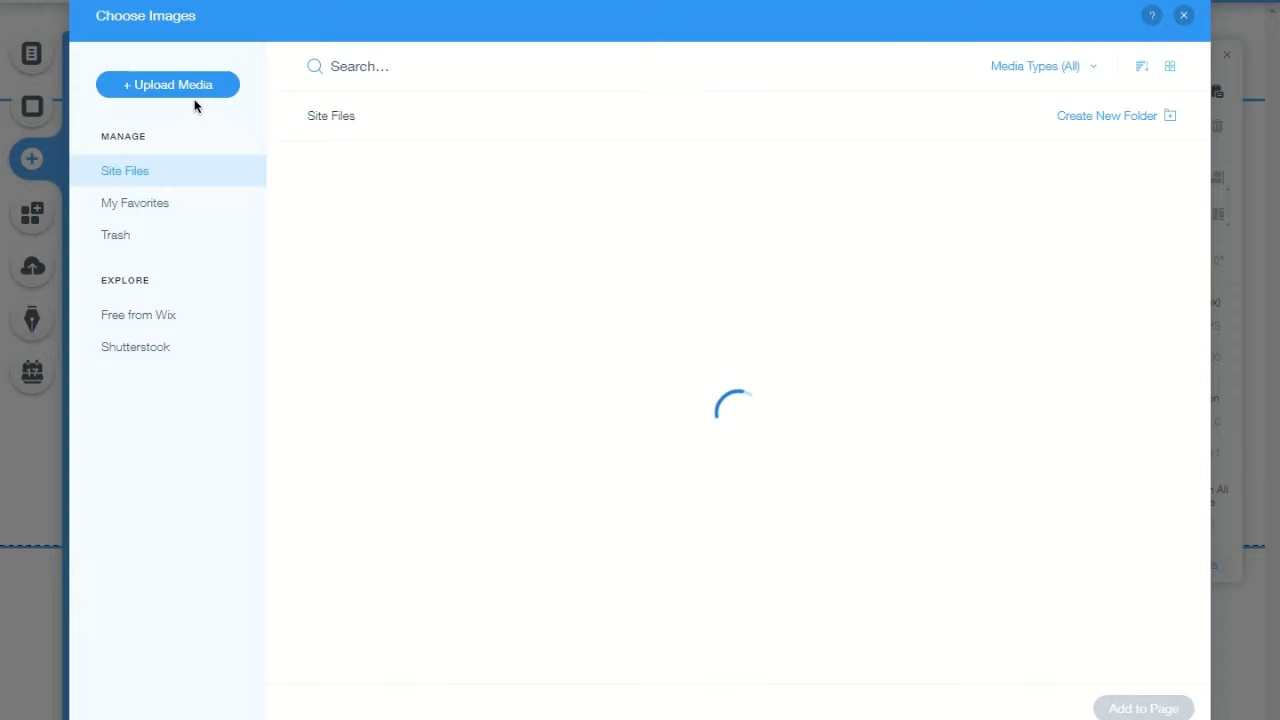 Choose Images
?
+ Upload Media
Search...
Media Types (All)
MANAGE
Site Files
Create New Folder
Site Files
My Favorites
Trash
EXPLORE
Free from Wix
Shutterstock
17
Add to Page